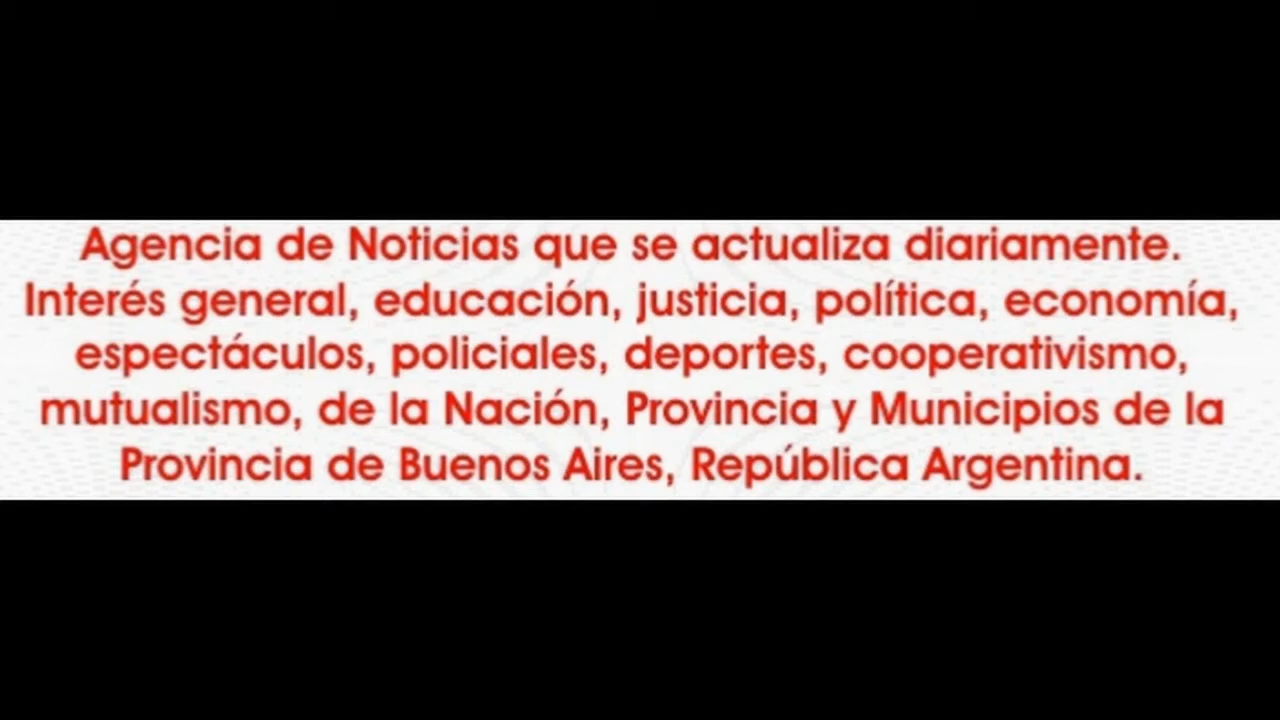 Agencia de Noticias que se actualiza diariamente.
Interés general, educación, justicia, política, economía,
espectáculos, policiales, deportes, cooperativismo,
mutualismo, de la Nación, Provincia y Municipios de la
Provincia de Buenos Aires, República Argentina.